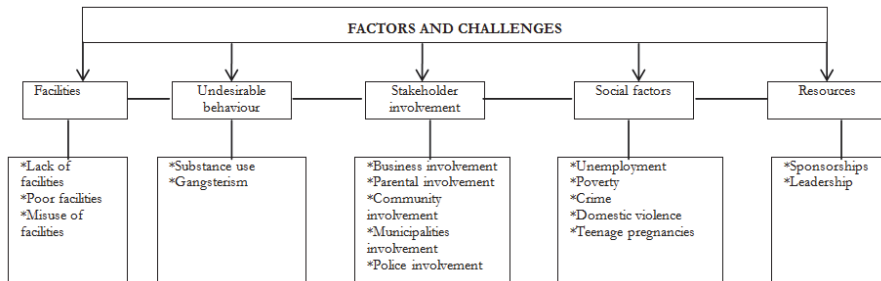 FACTORS AND CHALLENGES
Facilities
Undesirable
behaviour
Stakeholder
involvement
Social factors
Resources
*Lack of
facilities
*Poor facilities
*Misuse of
facilities
*Substance use
*Gangsterism
*Business involvement
*Parental involvement
*Community
involvement
*Municipalities
involvement
*Police involvement
*Unemployment
*Poverty
*Crime
*Domestic violence
*Teenage pregnancies
*Sponsorships
*Leadership